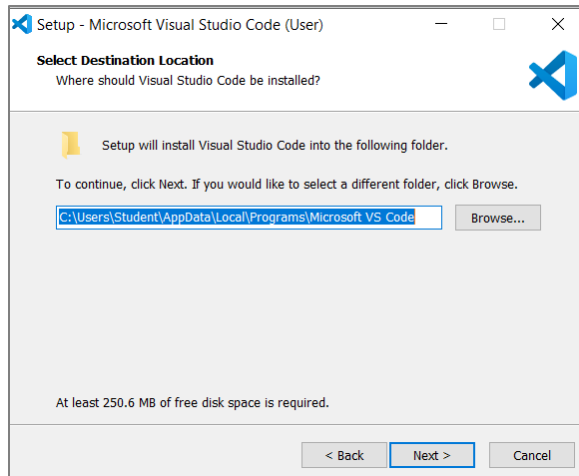 Setup - Microsoft Visual Studio Code (User)
Select Destination Location
Where should Visual Studio Code be installed?
Setup will install Visual Studio Code into the following folder.
To continue, click Next. If you would like to select a different folder, click Browse.
C:\Users\Student\AppData\Local\Programs\Microsoft VS Code
Browse...
At least 250.6 MB of free disk space is required.
< Back
Next >
Cancel